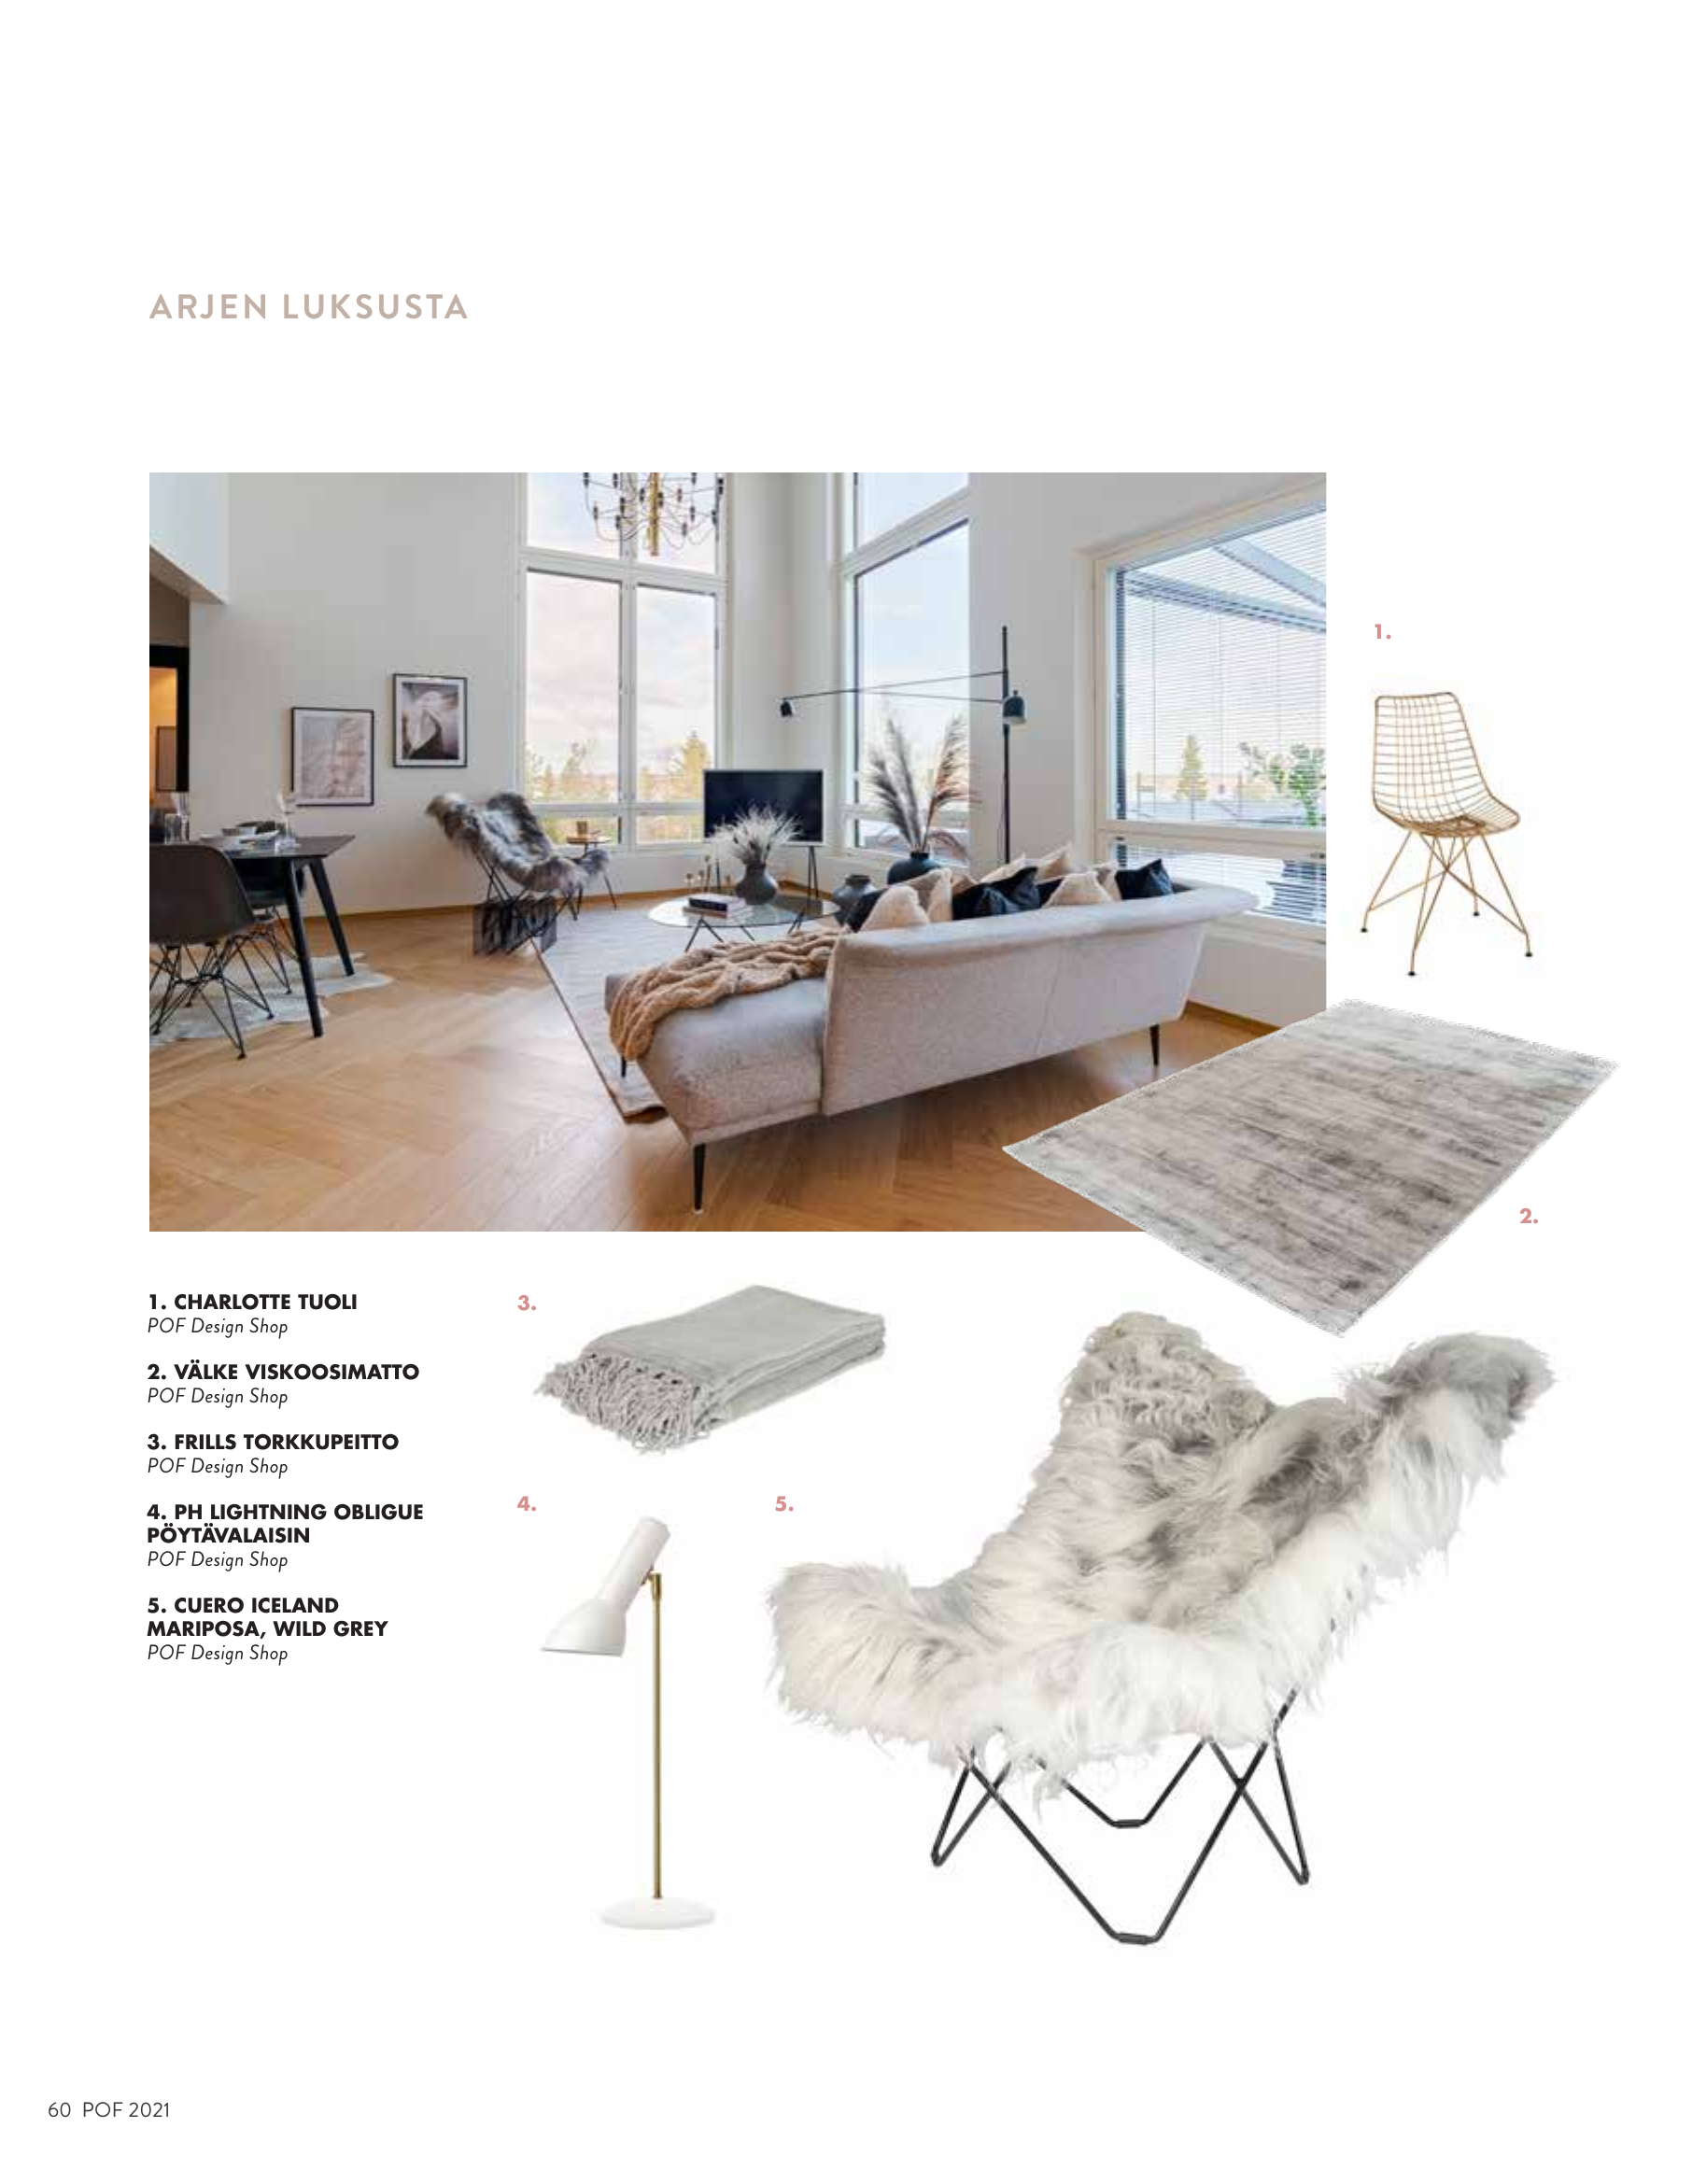 ARJEN LUKSUSTA
1.
2.
1. CHARLOTTE TUOLI
POF Design Shop
2. VÄLKE VISKOOSIMATTO
POF Design Shop
3. FRILLS TORKKUPEITTO
POF Design Shop
4. PH LIGHTNING OBLIGUE
PÖYTÄVALAISIN
POF Design Shop
5. CUERO ICELAND
MARIPOSA, WILD GREY
POF Design Shop
3.
4.
5.
60 POF 2021